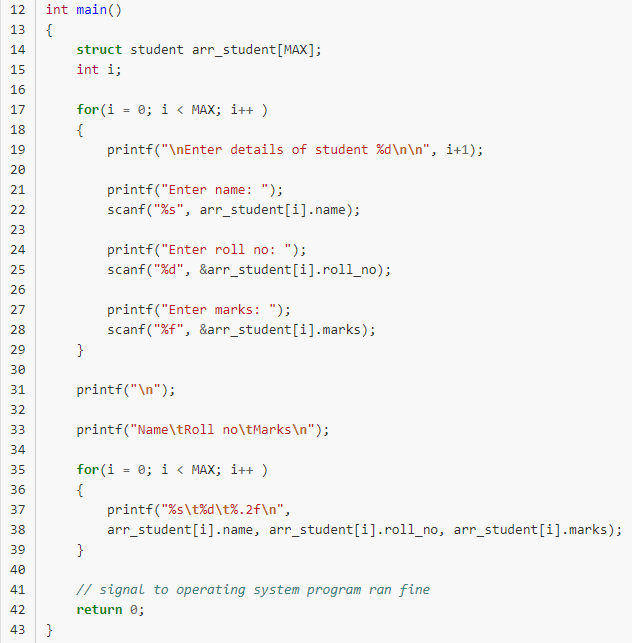 12 int main()
13 {
14     struct student arr_student[MAX];
15     int i;
16
17     for(i = 0; i < MAX; i++ )
18     {
19         printf("\nEnter details of student %d\n\n", i+1);
20
21         printf("Enter name: ");
22         scanf("%s", arr_student[i].name);
23
24         printf("Enter roll no: ");
25         scanf("%d", &arr_student[i].roll_no);
26
27         printf("Enter marks: ");
28         scanf("%f", &arr_student[i].marks);
29     }
30
31     printf("\n");
32
33     printf("Name\tRoll no\tMarks\n");
34
35     for(i = 0; i < MAX; i++ )
36     {
37         printf("%s\t%d\t%.2f\n",
38         arr_student[i].name, arr_student[i].roll_no, arr_student[i].marks);
39     }
40
41     // signal to operating system program ran fine
42     return 0;
43 }